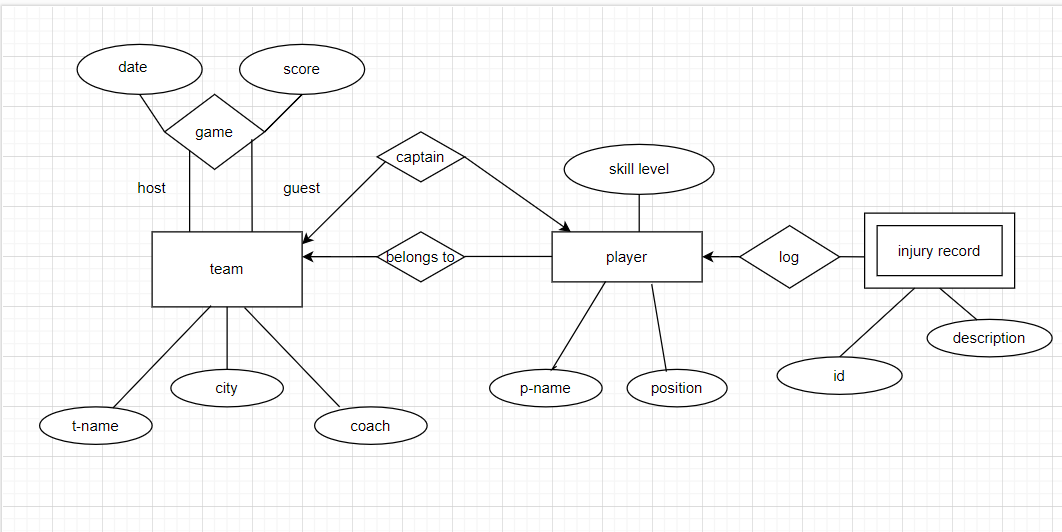 date
score
game
captain
host
guest
skill level
team
belongs to
player
log
injury record
description
id
city
p-name
position
t-name
coach